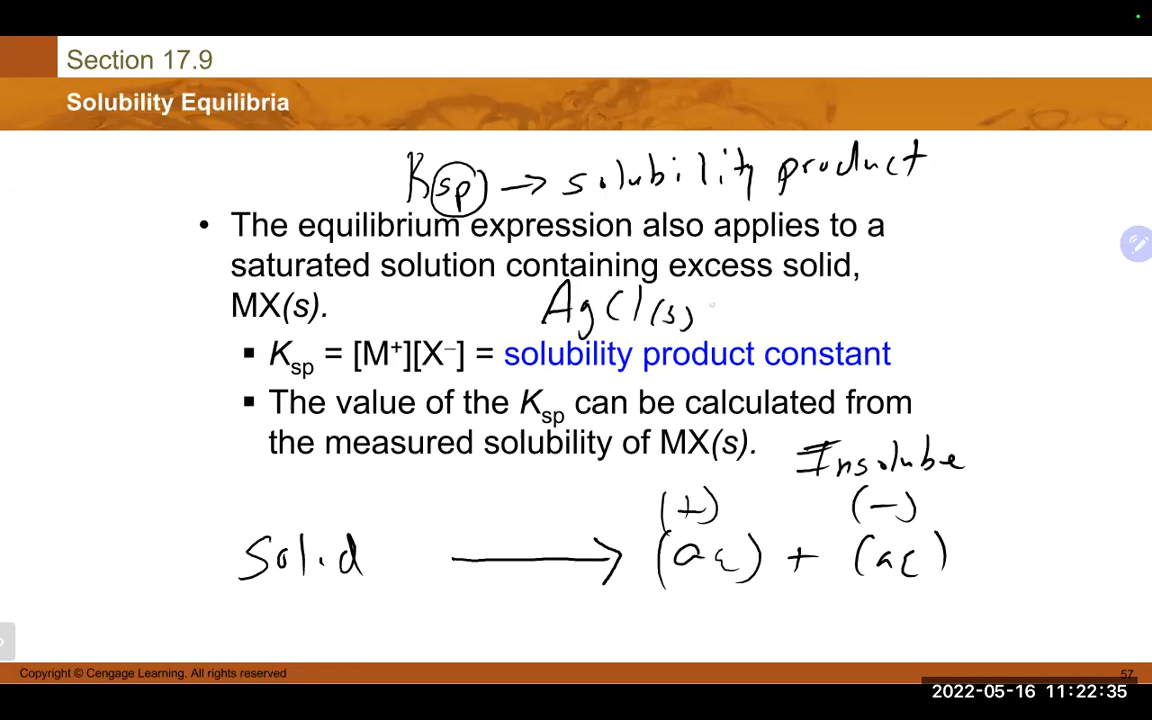 Section 17.9
Solubility Equilibria
Ksp → solubility product
• The equilibrium expression also applies to a
saturated solution containing excess solid,
MX(s).
AgCl(s)
▪ Ksp = [M⁺][X⁻] = solubility product constant
▪ The value of the Ksp can be calculated from
the measured solubility of MX(s).
Insolube
(+) (−)
Solid → (aq) + (aq)
Copyright © Cengage Learning. All rights reserved
57
2022-05-16 11:22:35